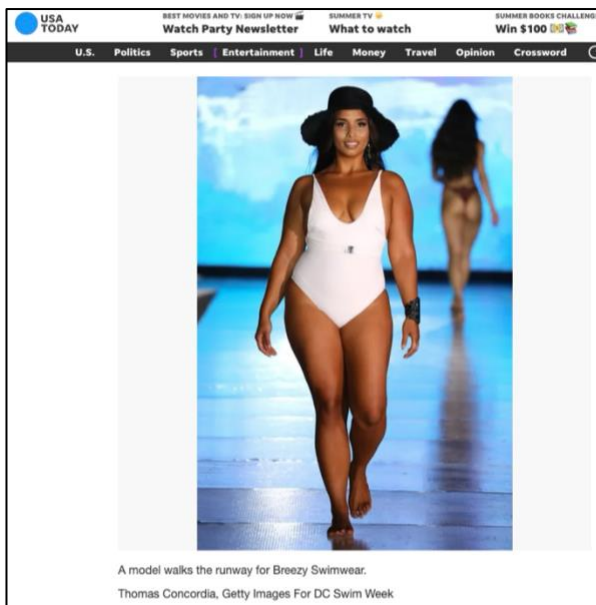 USA
TODAY
BEST MOVIES AND TV: SIGN UP NOW 🎬
Watch Party Newsletter
SUMMER TV ☀️
What to watch
SUMMER BOOKS CHALLENG
Win $100 💵📚
U.S. Politics Sports [ Entertainment ] Life Money Travel Opinion Crossword
A model walks the runway for Breezy Swimwear.
Thomas Concordia, Getty Images For DC Swim Week